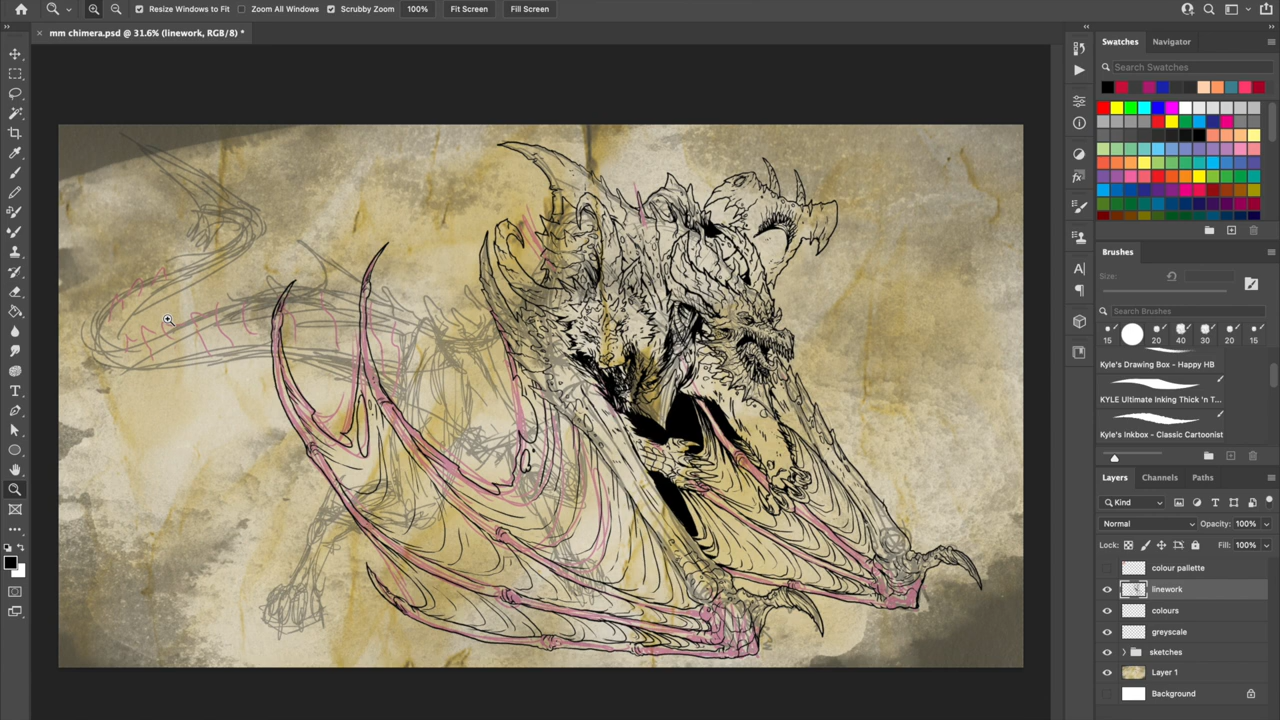 Resize Windows to Fit Zoom All Windows Scrubby Zoom 100% Fit Screen Fill Screen
mm chimera.psd @ 31.6% (linework, RGB/8) *
Swatches Navigator
Search Swatches
Brushes
Size:
Search Brushes
15 20 40 30 20 15
Kyle's Drawing Box - Happy HB
KYLE Ultimate Inking Thick 'n T...
Kyle's Inkbox - Classic Cartoonist
Layers Channels Paths
Kind
Normal Opacity: 100%
Lock: Fill: 100%
colour pallette
linework
colours
greyscale
sketches
Layer 1
Background